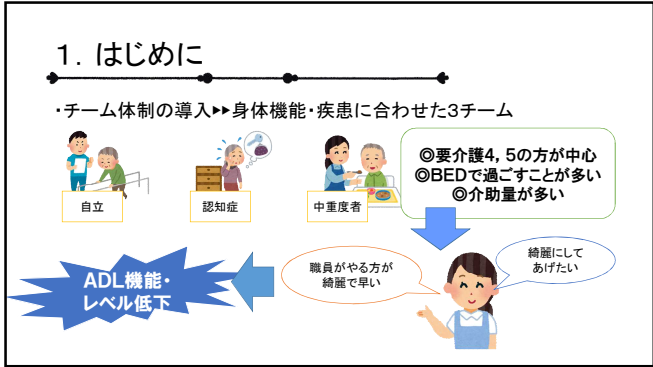 1．はじめに
・チーム体制の導入▸▸身体機能・疾患に合わせた3チーム
自立
認知症
中重度者
◎要介護4，5の方が中心
◎BEDで過ごすことが多い
◎介助量が多い
綺麗にして
あげたい
職員がやる方が
綺麗で早い
ADL機能・
レベル低下